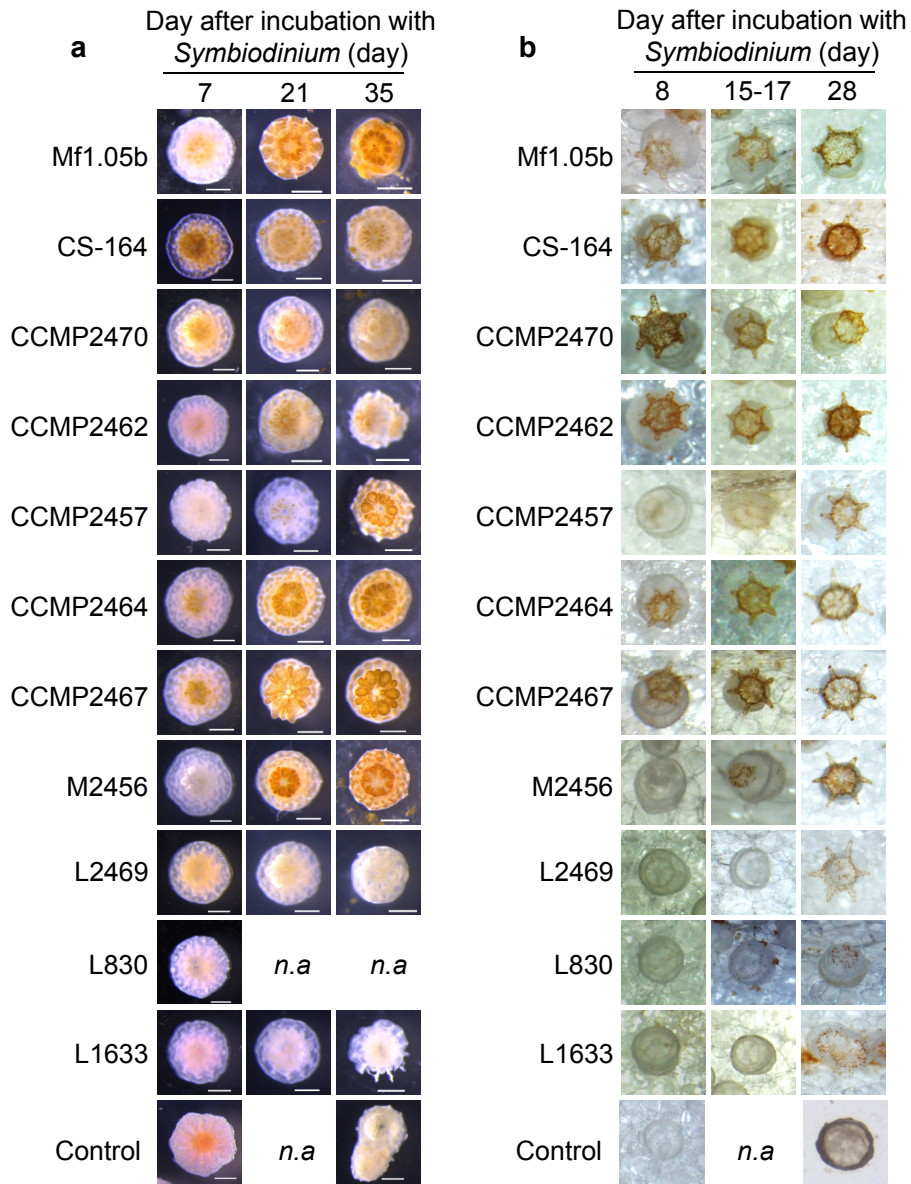 a
Day after incubation with
Symbiodinium (day)
7 21 35
Mf1.05b
CS-164
CCMP2470
CCMP2462
CCMP2457
CCMP2464
CCMP2467
M2456
L2469
L830 n.a n.a
L1633
Control n.a
b
Day after incubation with
Symbiodinium (day)
8 15-17 28
Mf1.05b
CS-164
CCMP2470
CCMP2462
CCMP2457
CCMP2464
CCMP2467
M2456
L2469
L830
L1633
Control n.a